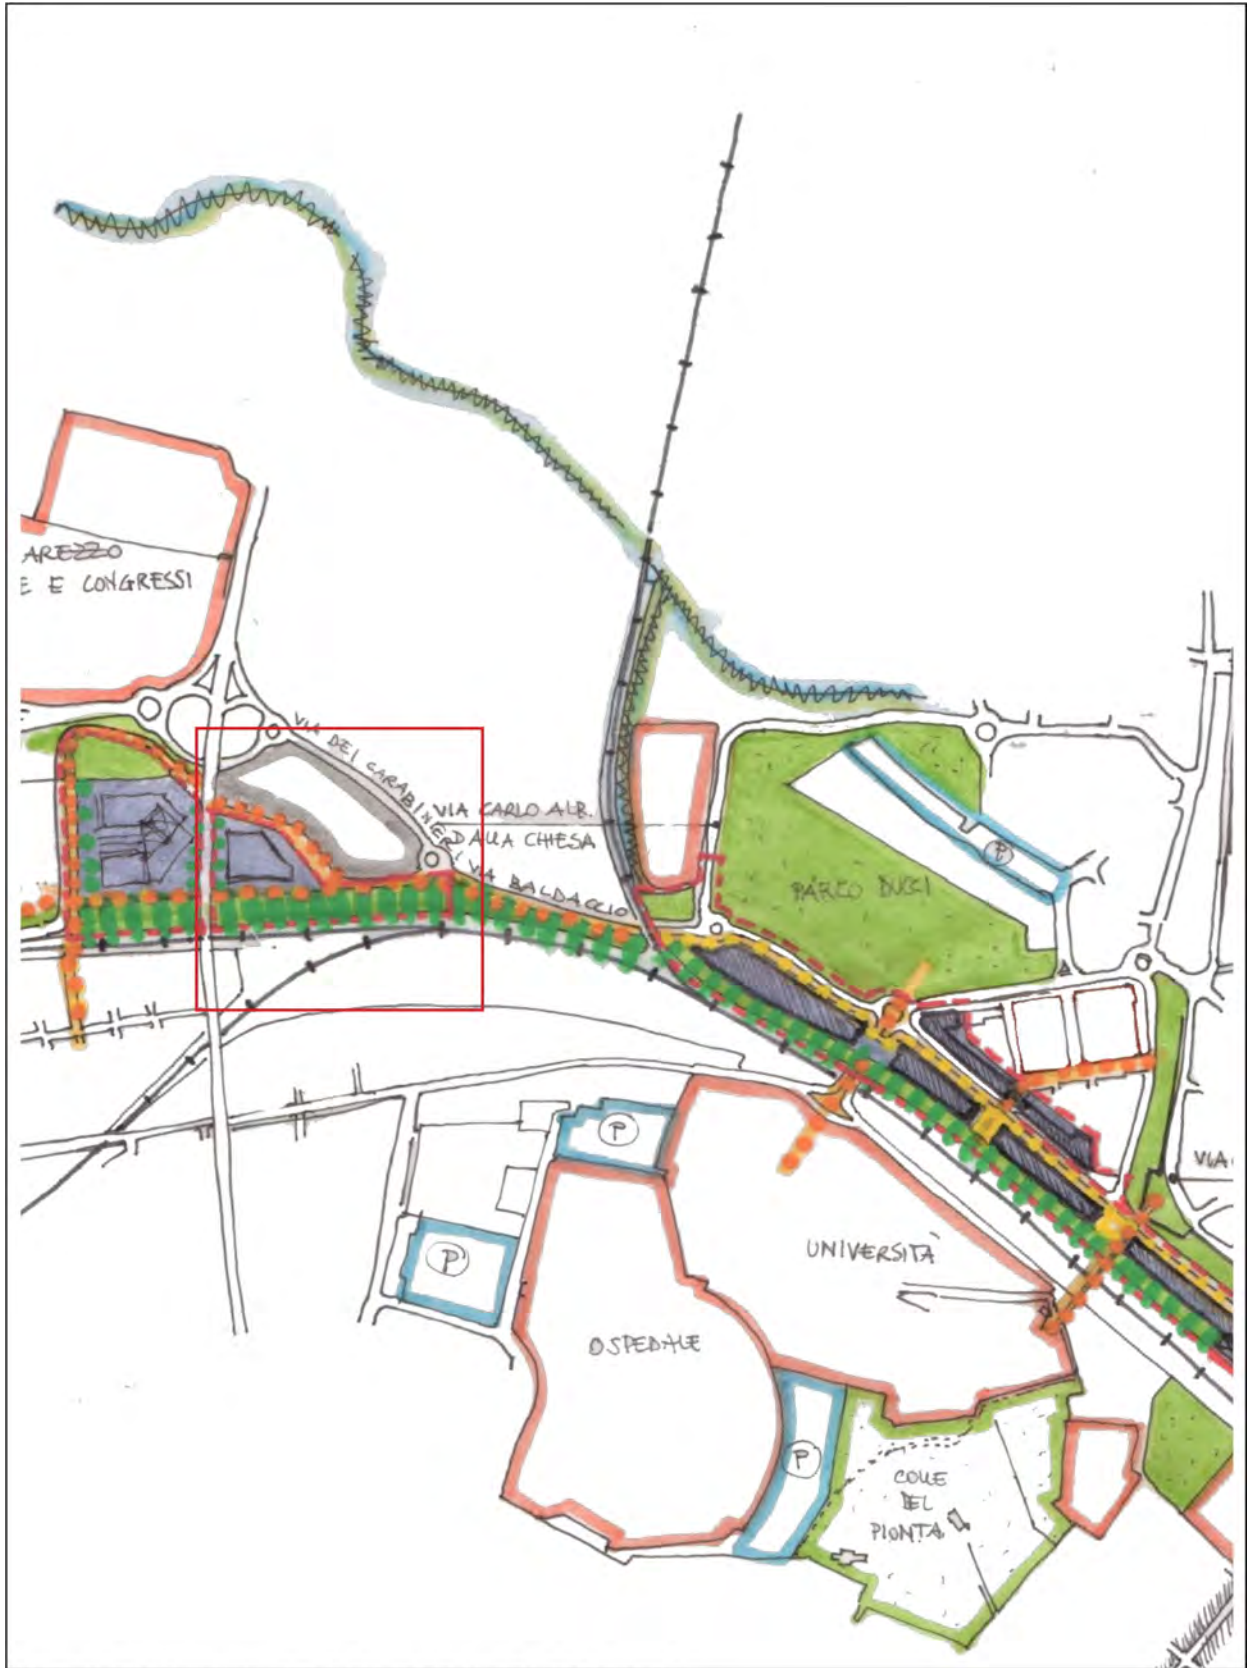 AREZZO
E E CONGRESSI
VIA DEI CARABINIERI
VIA CARLO ALB.
DALLA CHIESA
VIA BALDACCIO
P
PARCO DUCCI
P
VIA
P
UNIVERSITÀ
OSPEDALE
P
COLLE
DEL
PIONTA